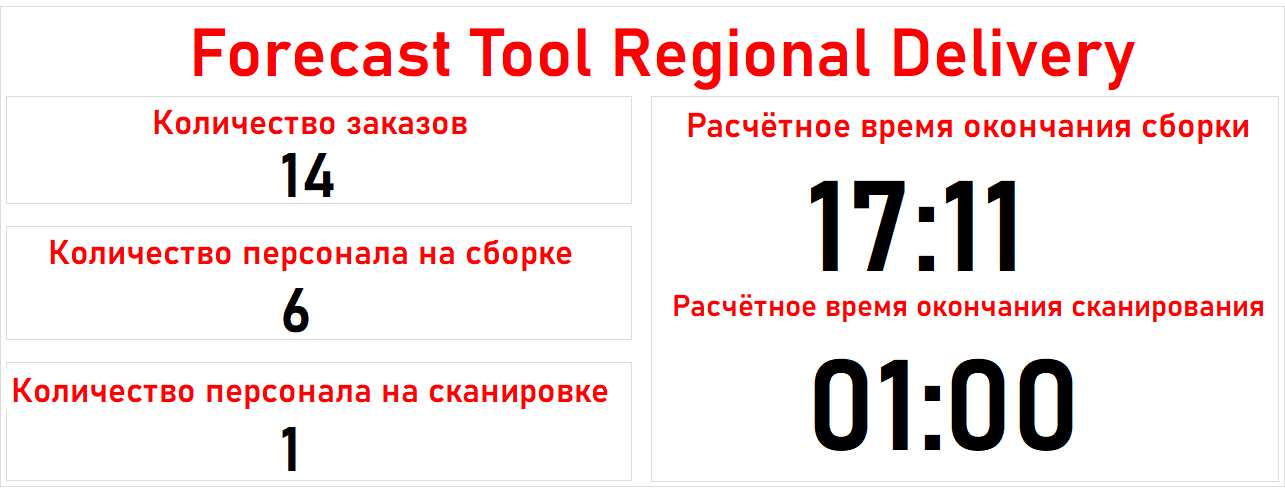 Forecast Tool Regional Delivery
Количество заказов
14
Количество персонала на сборке
6
Количество персонала на сканировке
1
Расчётное время окончания сборки
17:11
Расчётное время окончания сканирования
01:00